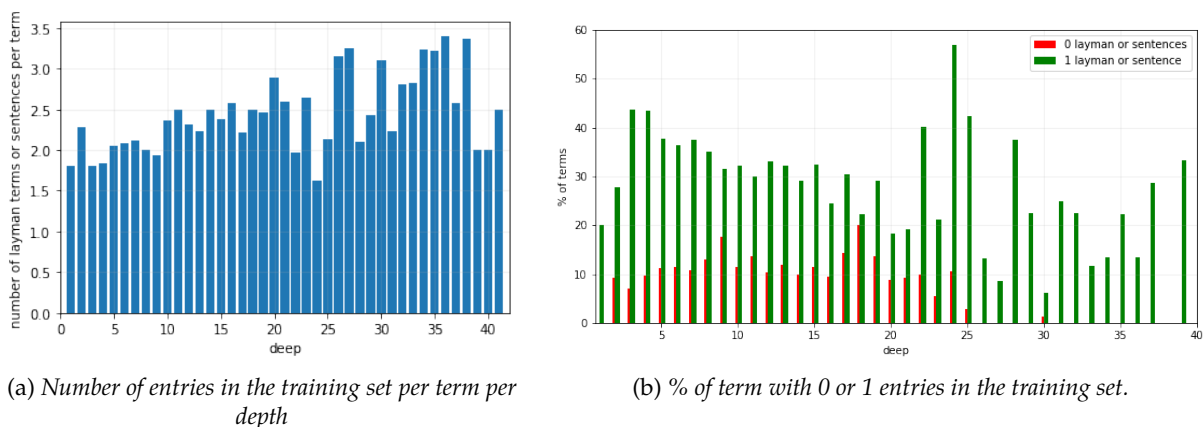 number of layman terms or sentences per term
3.5
3.0
2.5
2.0
1.5
1.0
0.5
0.0
0 5 10 15 20 25 30 35 40
deep
(a) Number of entries in the training set per term per
depth
% of terms
60
50
40
30
20
10
0
0 layman or sentences
1 layman or sentence
5 10 15 20 25 30 35 40
deep
(b) % of term with 0 or 1 entries in the training set.